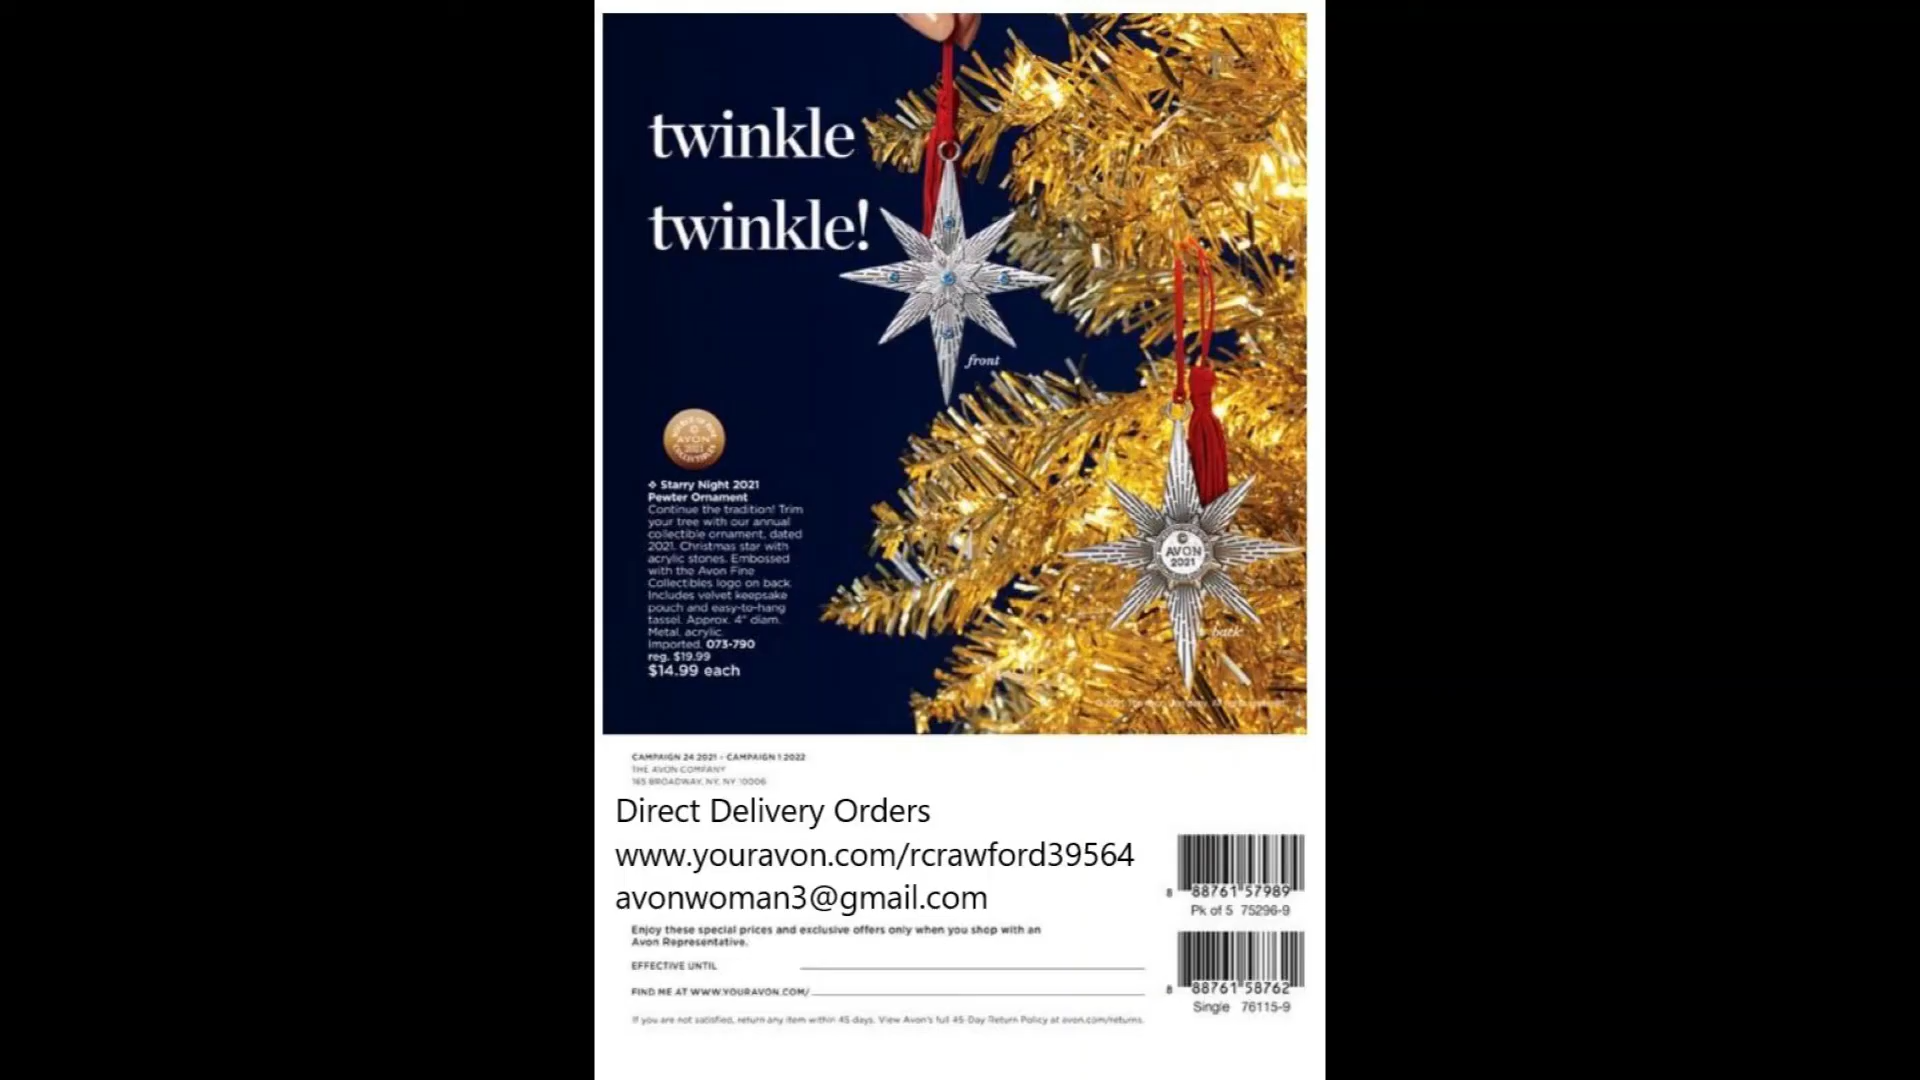 twinkle
twinkle!
front
AVON
❖ Starry Night 2021
Pewter Ornament
Continue the tradition! Trim
your tree with our annual
collectible ornament, dated
2021. Christmas star with
acrylic stones. Embossed
with the Avon Fine
Collectibles logo on back.
Includes velvet keepsake
pouch and easy-to-hang
tassel. Approx. 4" diam.
Metal, acrylic.
Imported. 073-790
reg. $19.99
$14.99 each
AVON
2021
back
CAMPAIGN 24 2021 - CAMPAIGN 1 2022
THE AVON COMPANY
165 BROADWAY, NY, NY 10006
Direct Delivery Orders
www.youravon.com/rcrawford39564
avonwoman3@gmail.com
Enjoy these special prices and exclusive offers only when you shop with an
Avon Representative.
EFFECTIVE UNTIL
FIND ME AT WWW.YOURAVON.COM/
If you are not satisfied, return any item within 45 days. View Avon's full 45-Day Return Policy at avon.com/returns.
8 88761 57989
Pk of 5 75296-9
8 88761 58762
Single 76115-9